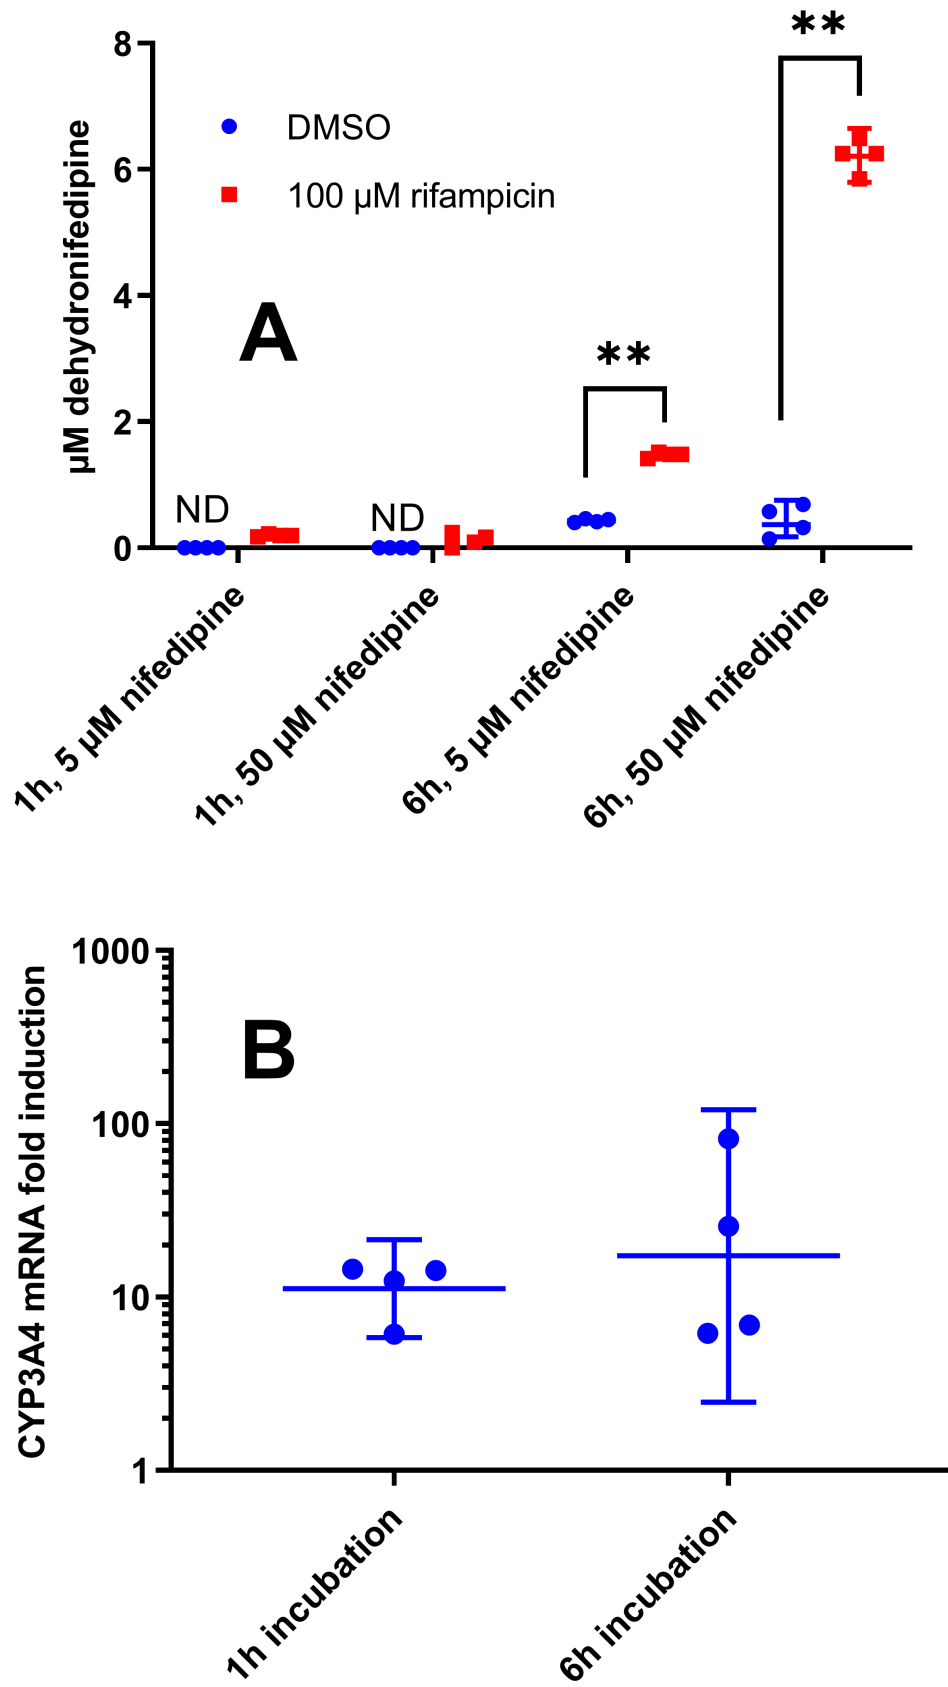 **
8
DMSO
6
100 µM rifampicin
µM dehydronifedipine
4
A
**
2
ND
ND
0
1h, 5 µM nifedipine
1h, 50 µM nifedipine
6h, 5 µM nifedipine
6h, 50 µM nifedipine
1000
B
CYP3A4 mRNA fold induction
100
10
1
1h incubation
6h incubation